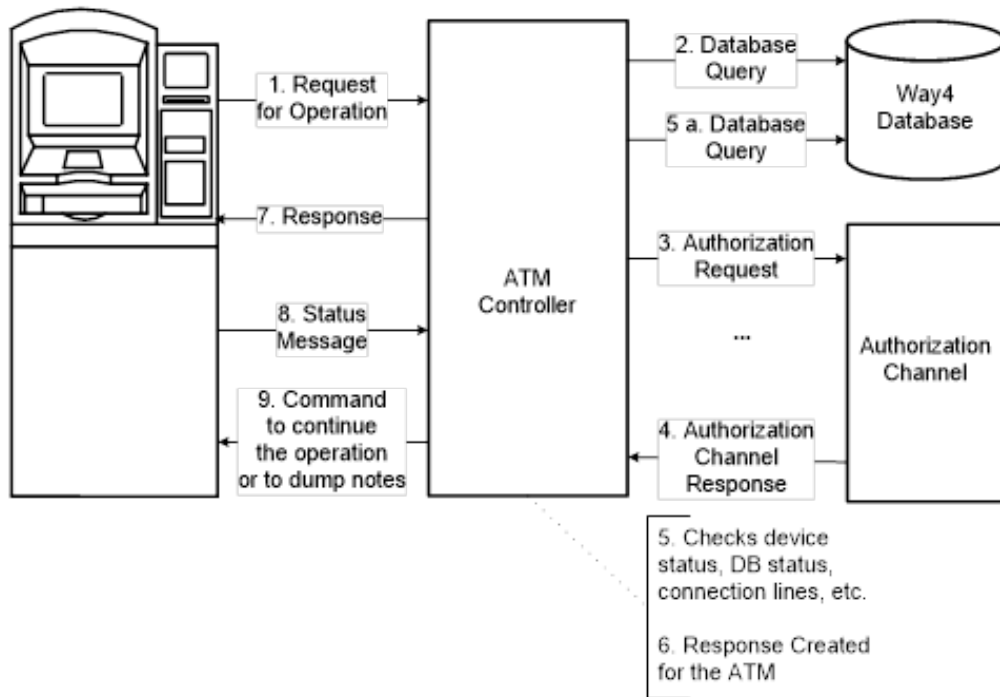 1. Request
for Operation
2. Database
Query
Way4
Database
5 a. Database
Query
7. Response
3. Authorization
Request
ATM
Controller
8. Status
Message
...
Authorization
Channel
9. Command
to continue
the operation
or to dump notes
4. Authorization
Channel
Response
5. Checks device
status, DB status,
connection lines, etc.
6. Response Created
for the ATM